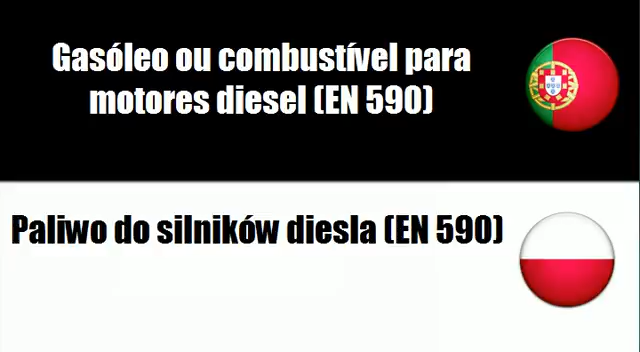 Gasóleo ou combustível para
motores diesel (EN 590)
Paliwo do silników diesla (EN 590)